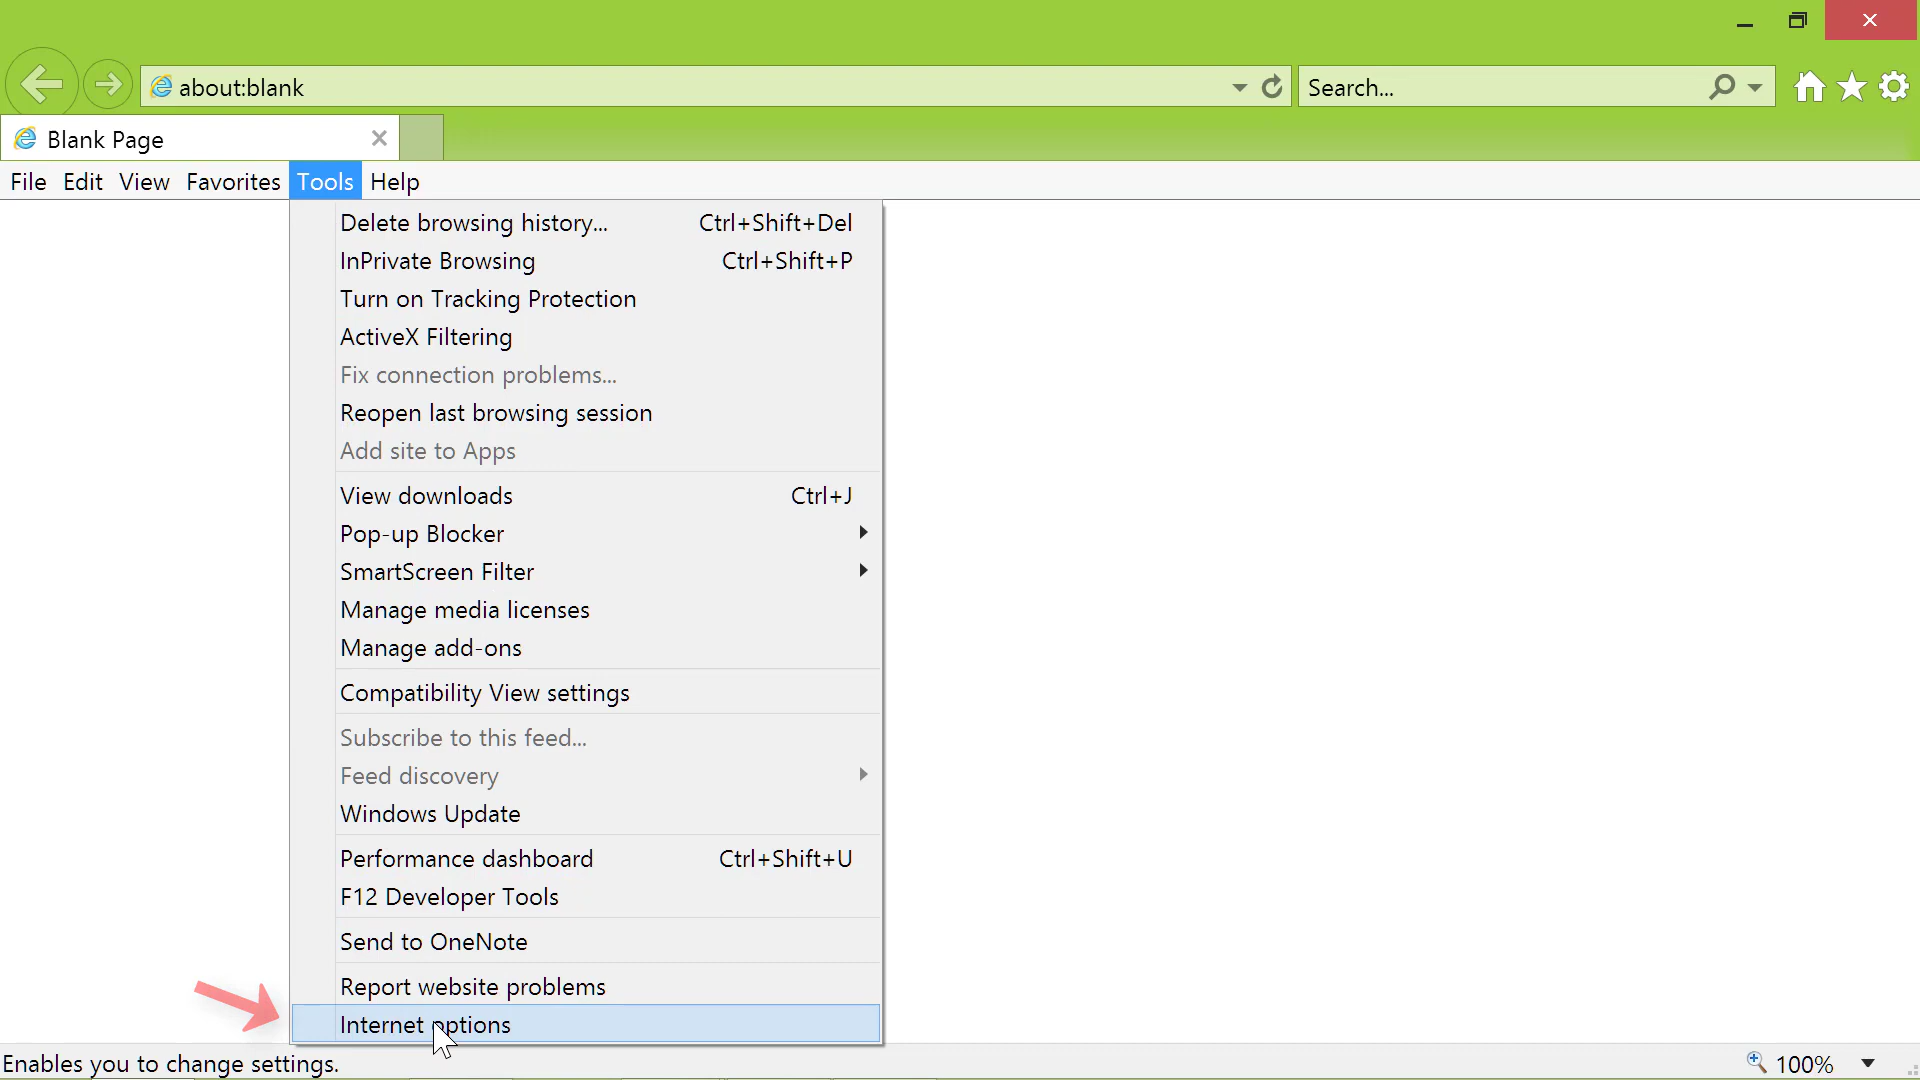 about:blank
Search...
Blank Page
File Edit View Favorites Tools Help
Delete browsing history... Ctrl+Shift+Del
InPrivate Browsing Ctrl+Shift+P
Turn on Tracking Protection
ActiveX Filtering
Fix connection problems...
Reopen last browsing session
Add site to Apps
View downloads Ctrl+J
Pop-up Blocker
SmartScreen Filter
Manage media licenses
Manage add-ons
Compatibility View settings
Subscribe to this feed...
Feed discovery
Windows Update
Performance dashboard Ctrl+Shift+U
F12 Developer Tools
Send to OneNote
Report website problems
Internet options
Enables you to change settings.
100%